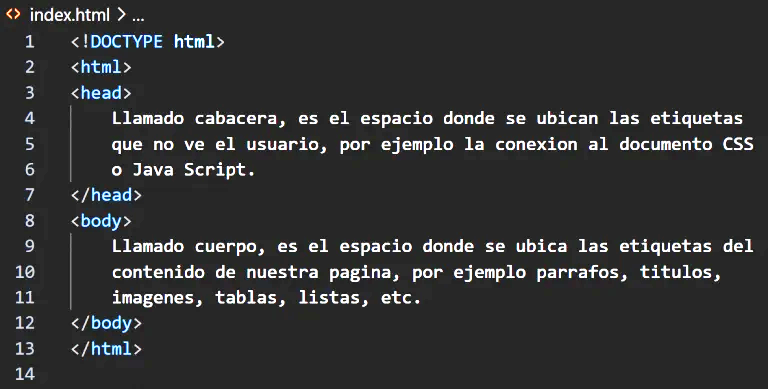 index.html > ...
1 <!DOCTYPE html>
2 <html>
3 <head>
4 Llamado cabacera, es el espacio donde se ubican las etiquetas
5 que no ve el usuario, por ejemplo la conexion al documento CSS
6 o Java Script.
7 </head>
8 <body>
9 Llamado cuerpo, es el espacio donde se ubica las etiquetas del
10 contenido de nuestra pagina, por ejemplo parrafos, titulos,
11 imagenes, tablas, listas, etc.
12 </body>
13 </html>
14